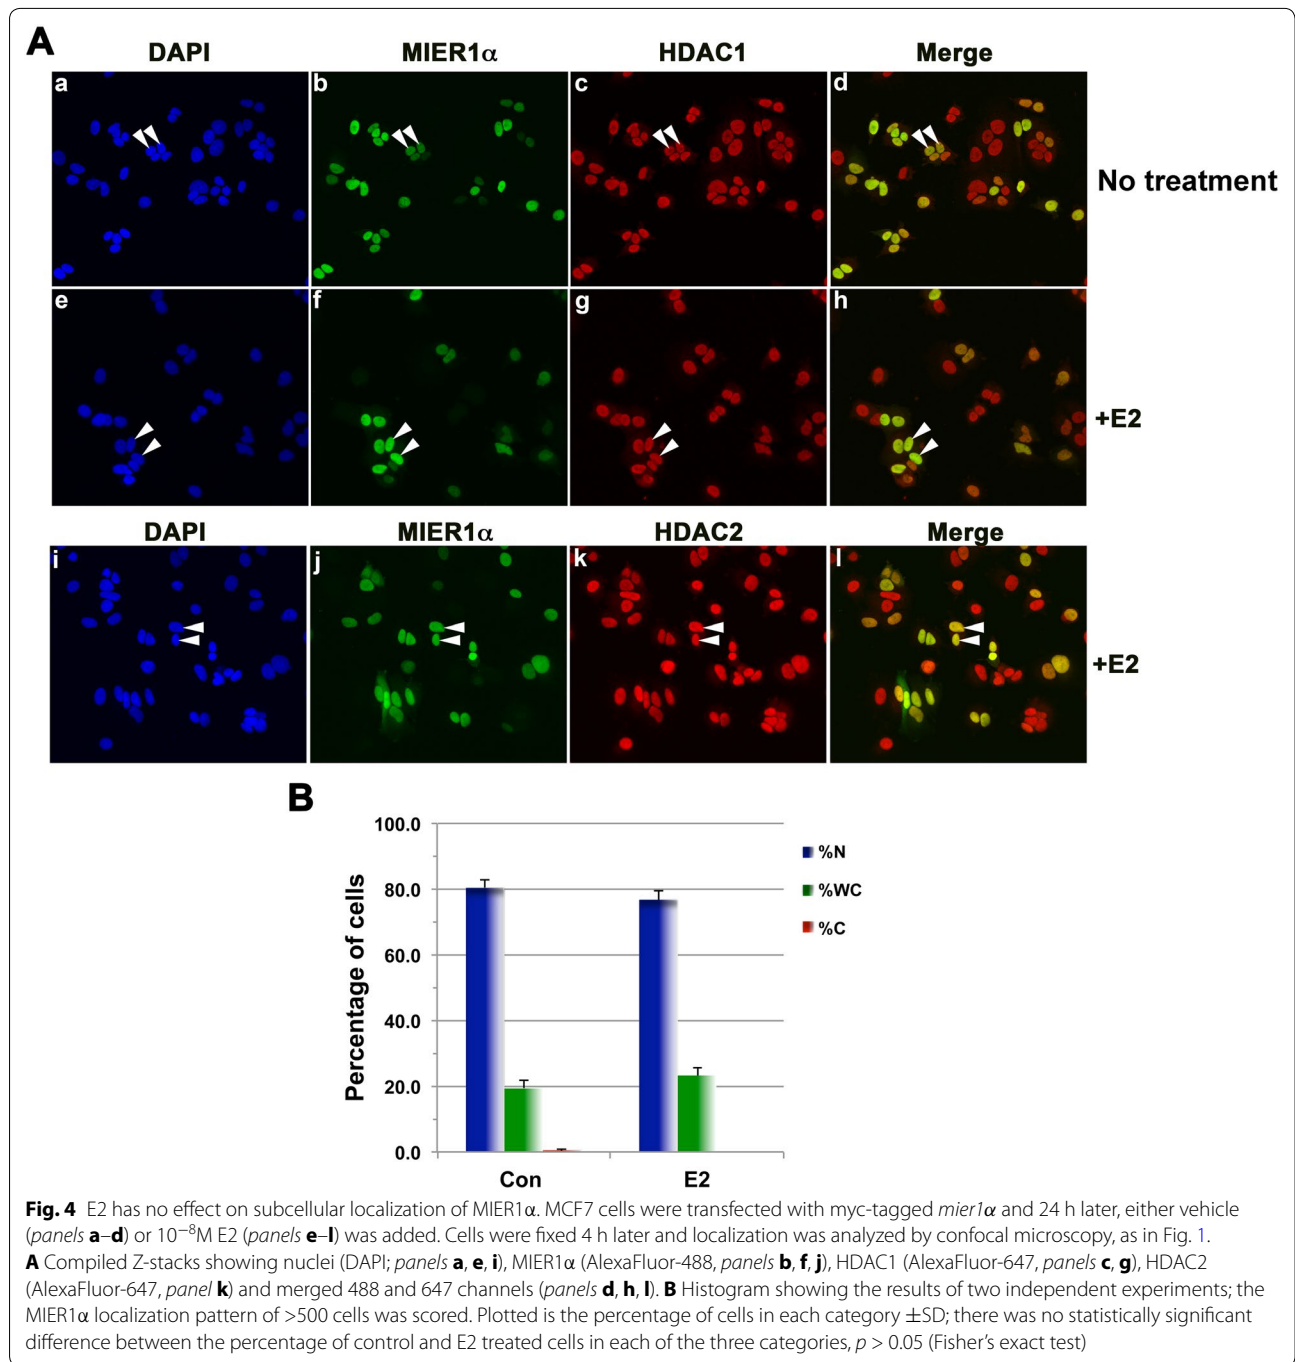 A
DAPI MIER1α HDAC1 Merge
a b c d
No treatment
e f g h
+E2
DAPI MIER1α HDAC2 Merge
i j k l
+E2
B
100.0
80.0
60.0
40.0
20.0
0.0
Percentage of cells
%N
%WC
%C
Con E2
Fig. 4 E2 has no effect on subcellular localization of MIER1α. MCF7 cells were transfected with myc-tagged mier1α and 24 h later, either vehicle
(panels a–d) or 10⁻⁸M E2 (panels e–l) was added. Cells were fixed 4 h later and localization was analyzed by confocal microscopy, as in Fig. 1.
A Compiled Z-stacks showing nuclei (DAPI; panels a, e, i), MIER1α (AlexaFluor-488, panels b, f, j), HDAC1 (AlexaFluor-647, panels c, g), HDAC2
(AlexaFluor-647, panel k) and merged 488 and 647 channels (panels d, h, l). B Histogram showing the results of two independent experiments; the
MIER1α localization pattern of >500 cells was scored. Plotted is the percentage of cells in each category ±SD; there was no statistically significant
difference between the percentage of control and E2 treated cells in each of the three categories, p > 0.05 (Fisher’s exact test)